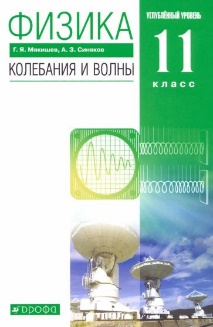 ФИЗИКА
Г. Я. Мякишев, А. З. Синяков
КОЛЕБАНИЯ И ВОЛНЫ
УГЛУБЛЁННЫЙ УРОВЕНЬ
11
класс
ДРОФА